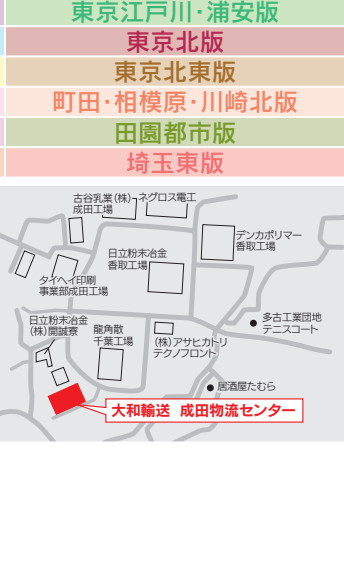 東京江戸川･浦安版
東京北版
東京北東版
町田･相模原･川崎北版
田園都市版
埼玉東版
古谷乳業(株)
成田工場
ネグロス電工
デンカポリマー
香取工場
日立粉末冶金
香取工場
タイヘイ印刷
事業部成田工場
日立粉末冶金
(株)開誠寮
龍角散
千葉工場
(株)アサヒカトリ
テクノフロント
多古工業団地
テニスコート
居酒屋たむら
大和輸送 成田物流センター